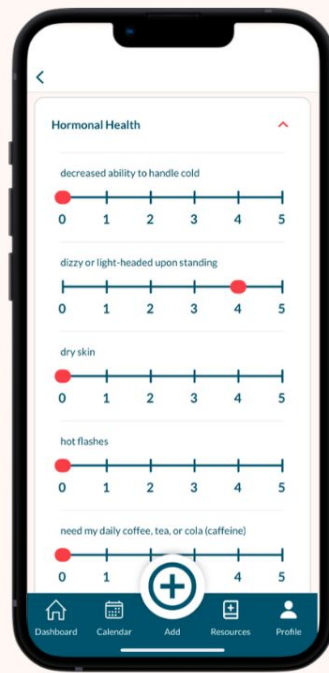 Hormonal Health
decreased ability to handle cold
0 1 2 3 4 5
dizzy or light-headed upon standing
0 1 2 3 4 5
dry skin
0 1 2 3 4 5
hot flashes
0 1 2 3 4 5
need my daily coffee, tea, or cola (caffeine)
0 1 2 3 4 5
Dashboard Calendar Add Resources Profile